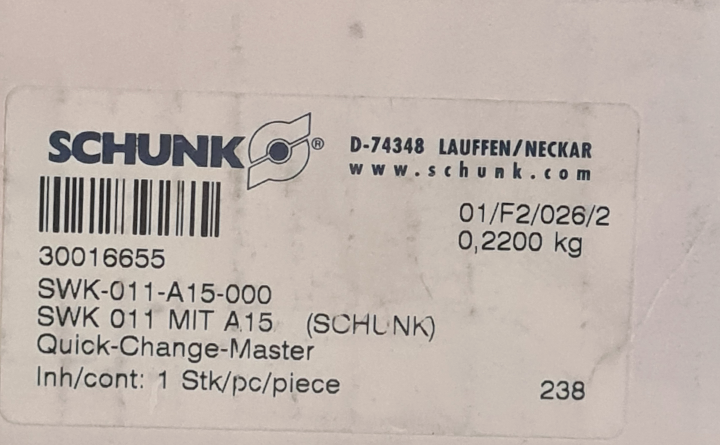 SCHUNK ® D-74348 LAUFFEN/NECKAR
www.schunk.com
01/F2/026/2
0,2200 kg
30016655
SWK-011-A15-000
SWK 011 MIT A15 (SCHUNK)
Quick-Change-Master
Inh/cont: 1 Stk/pc/piece 238